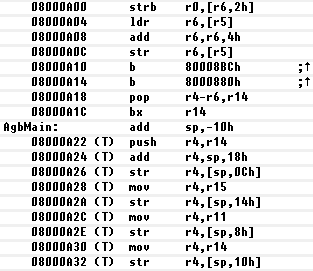 08000A00 strb r0,[r6,2h]
08000A04 ldr r6,[r5]
08000A08 add r6,r6,4h
08000A0C str r6,[r5]
08000A10 b 80008BCh ;↑
08000A14 b 8000880h ;↑
08000A18 pop r4-r6,r14
08000A1C bx r14
AgbMain: add sp,-10h
08000A22 (T) push r4,r14
08000A24 (T) add r4,sp,18h
08000A26 (T) str r4,[sp,0Ch]
08000A28 (T) mov r4,r15
08000A2A (T) str r4,[sp,14h]
08000A2C (T) mov r4,r11
08000A2E (T) str r4,[sp,8h]
08000A30 (T) mov r4,r14
08000A32 (T) str r4,[sp,10h]